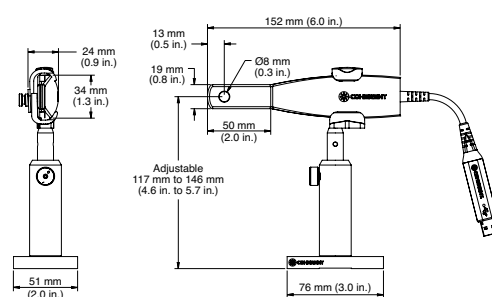 24 mm
(0.9 in.)
34 mm
(1.3 in.)
51 mm
(2.0 in.)
152 mm (6.0 in.)
13 mm
(0.5 in.)
Ø8 mm
(0.3 in.)
19 mm
(0.8 in.)
50 mm
(2.0 in.)
COHERENT
Adjustable
117 mm to 146 mm
(4.6 in. to 5.7 in.)
COHERENT
COHERENT
76 mm (3.0 in.)